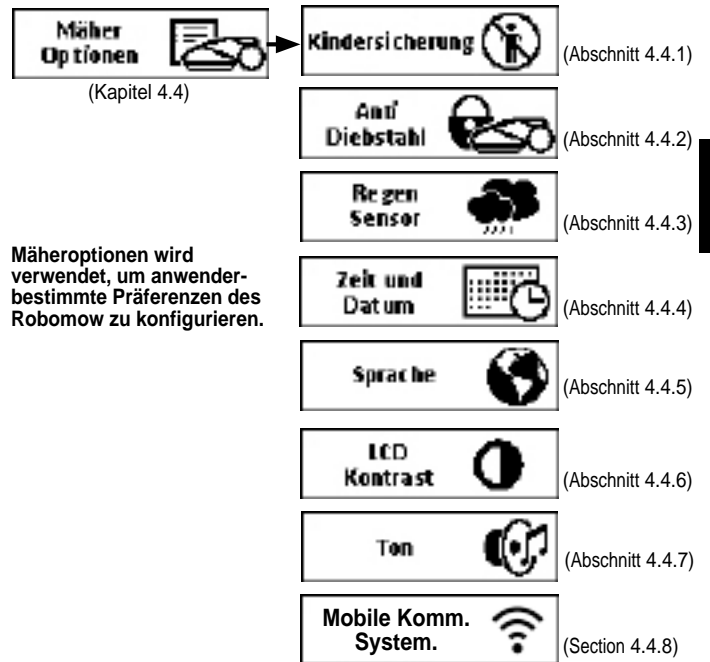 Mäher
Optionen
(Kapitel 4.4)
Kindersicherung
(Abschnitt 4.4.1)
Anti
Diebstahl
(Abschnitt 4.4.2)
Regen
Sensor
(Abschnitt 4.4.3)
Mäheroptionen wird
verwendet, um anwender-
bestimmte Präferenzen des
Robomow zu konfigurieren.
Zeit und
Datum
(Abschnitt 4.4.4)
Sprache
(Abschnitt 4.4.5)
LCD
Kontrast
(Abschnitt 4.4.6)
Ton
(Abschnitt 4.4.7)
Mobile Komm.
System.
(Section 4.4.8)